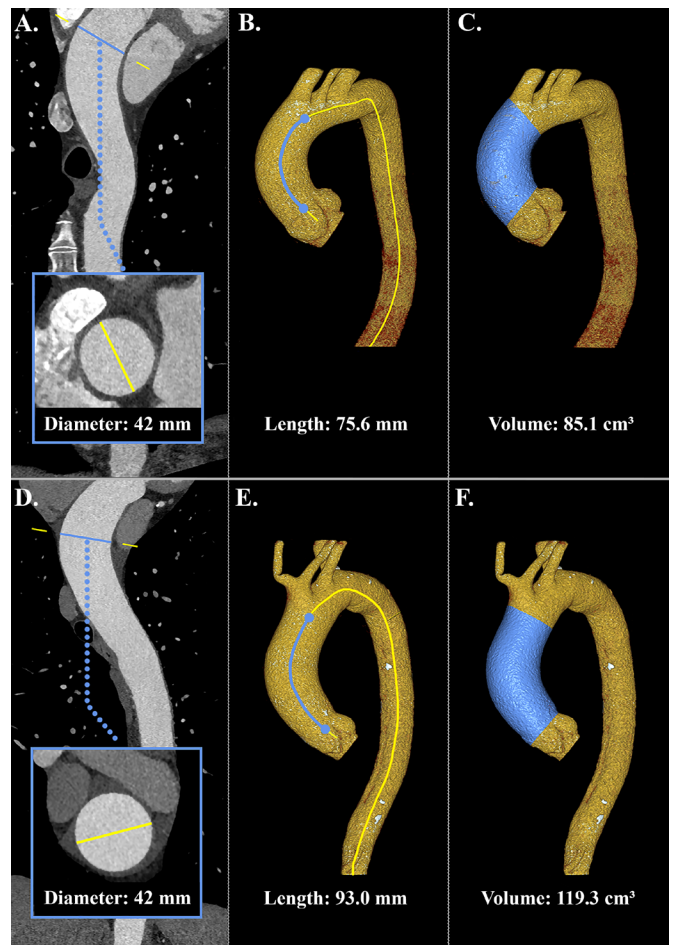 A.
B.
C.
Diameter: 42 mm
Length: 75.6 mm
Volume: 85.1 cm³
D.
E.
F.
Diameter: 42 mm
Length: 93.0 mm
Volume: 119.3 cm³